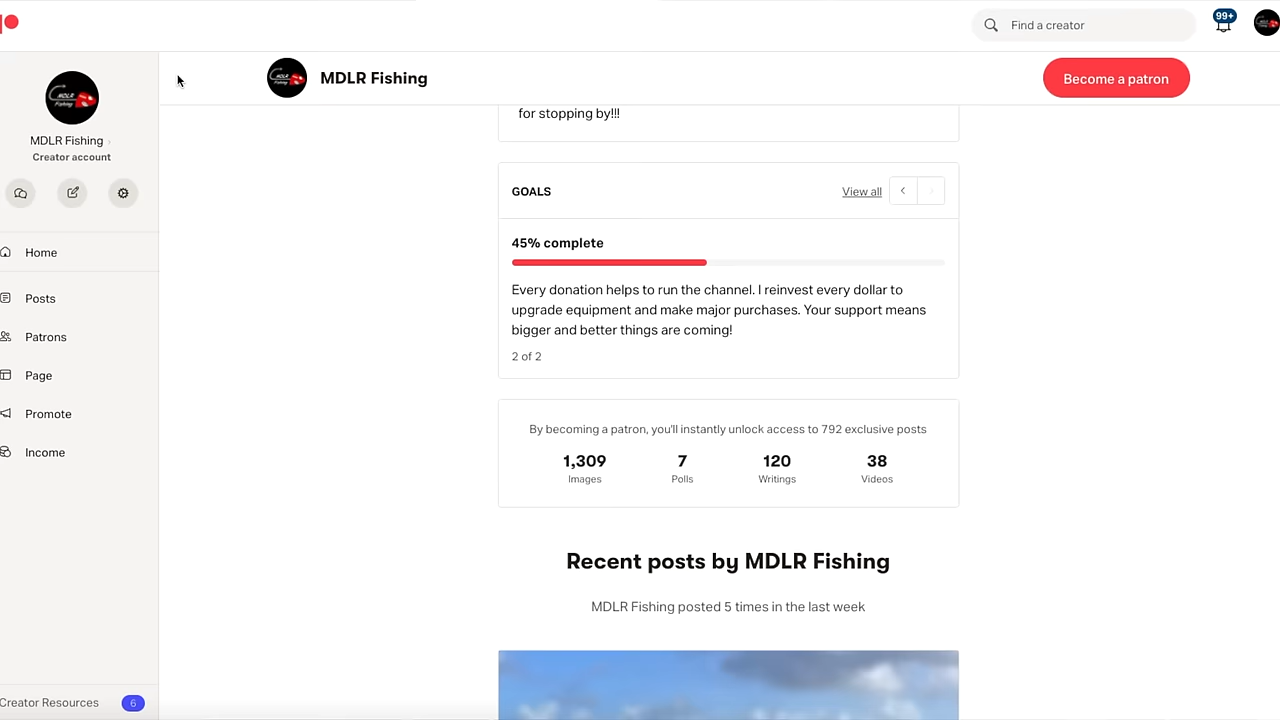 Find a creator
99+
MDLR Fishing
Become a patron
MDLR Fishing
Creator account
Home
Posts
Patrons
Page
Promote
Income
Creator Resources
6
for stopping by!!!
GOALS
View all
45% complete
Every donation helps to run the channel. I reinvest every dollar to
upgrade equipment and make major purchases. Your support means
bigger and better things are coming!
2 of 2
By becoming a patron, you'll instantly unlock access to 792 exclusive posts
1,309
Images
7
Polls
120
Writings
38
Videos
Recent posts by MDLR Fishing
MDLR Fishing posted 5 times in the last week